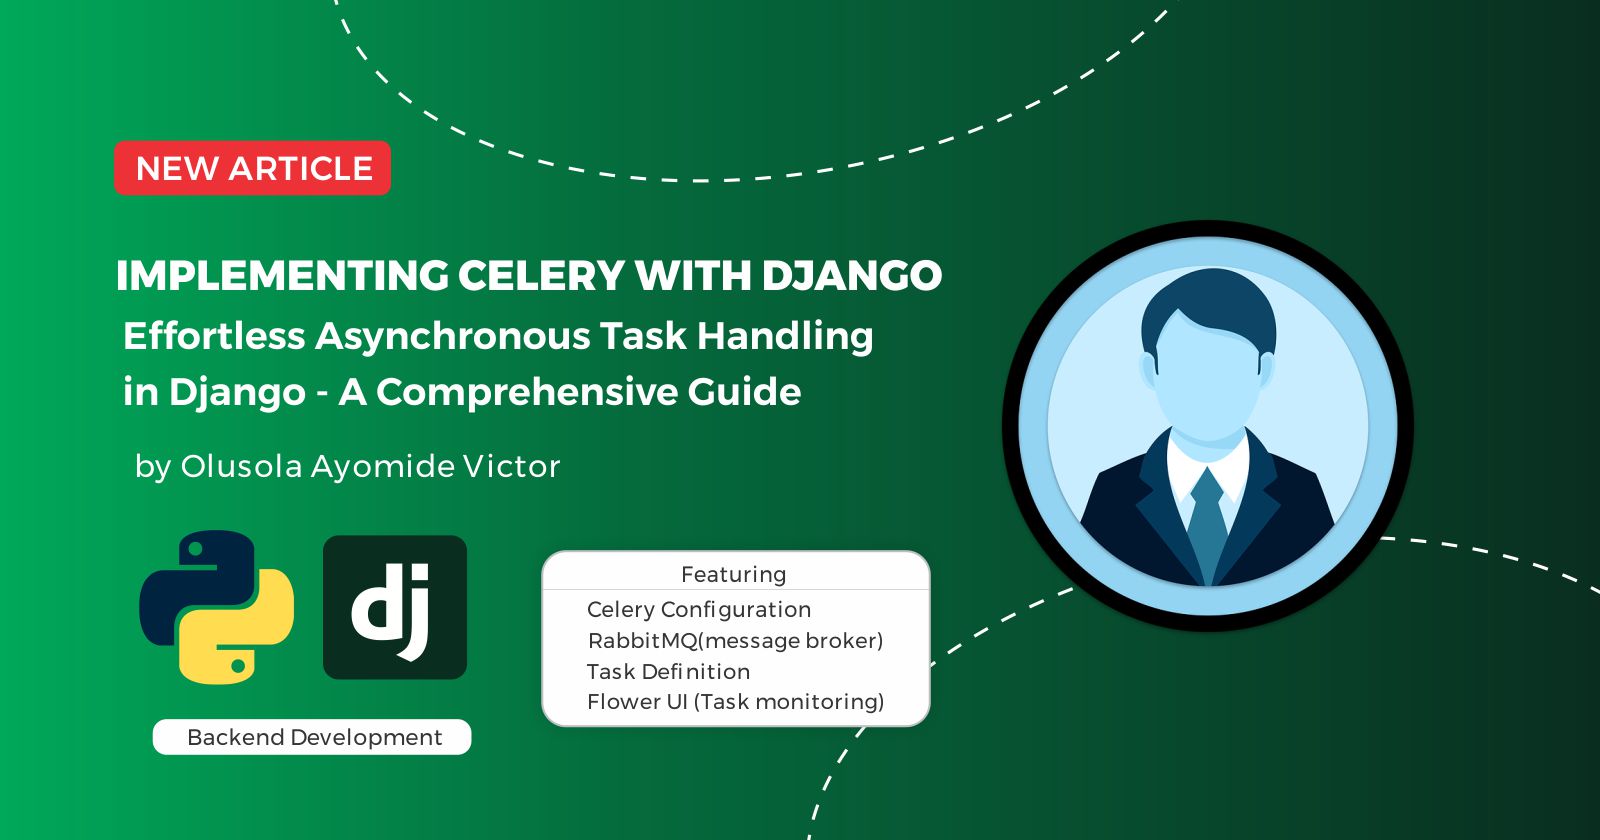 NEW ARTICLE
IMPLEMENTING CELERY WITH DJANGO
Effortless Asynchronous Task Handling
in Django - A Comprehensive Guide
by Olusola Ayomide Victor
dj
Backend Development
Featuring
Celery Configuration
RabbitMQ(message broker)
Task Definition
Flower UI (Task monitoring)